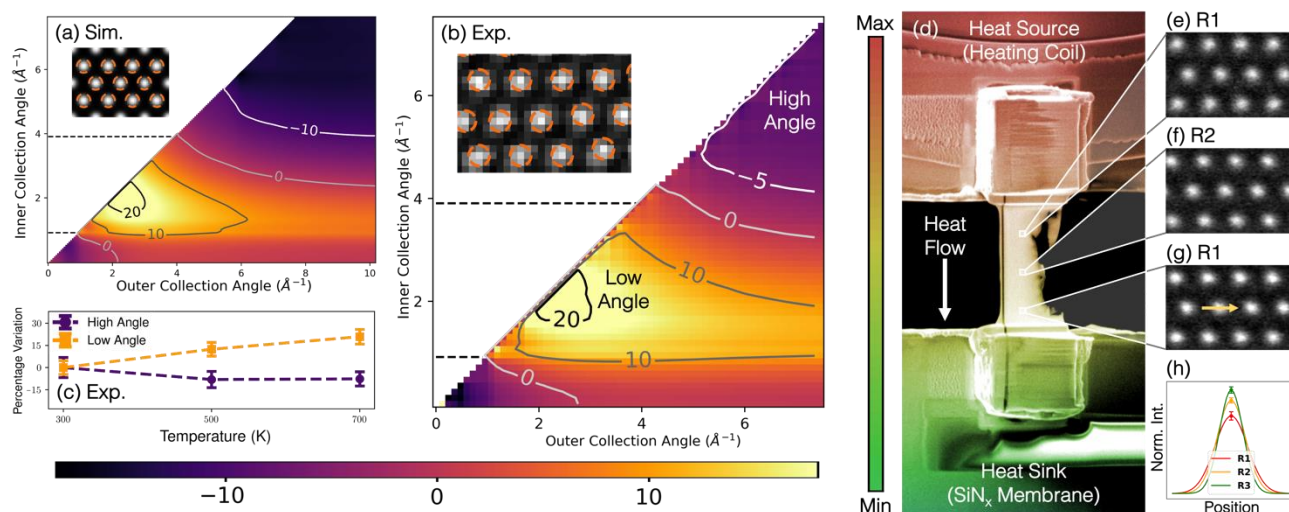 (a) Sim.
Inner Collection Angle (Å⁻¹)
6
4
2
0
−10
0
20
10
0
0 2 4 6 8 10
Outer Collection Angle (Å⁻¹)
Percentage Variation
30
15
0
−15
High Angle
Low Angle
(c) Exp.
300 500 700
Temperature (K)
(b) Exp.
Inner Collection Angle (Å⁻¹)
6
4
2
High
Angle
−5
0
10
Low
Angle
20
10
0
0 2 4 6
Outer Collection Angle (Å⁻¹)
−10 0 10
Max
Min
(d)
Heat Source
(Heating Coil)
Heat
Flow
Heat Sink
(SiNₓ Membrane)
(e) R1
(f) R2
(g) R1
(h)
Norm. Int.
R1
R2
R3
Position